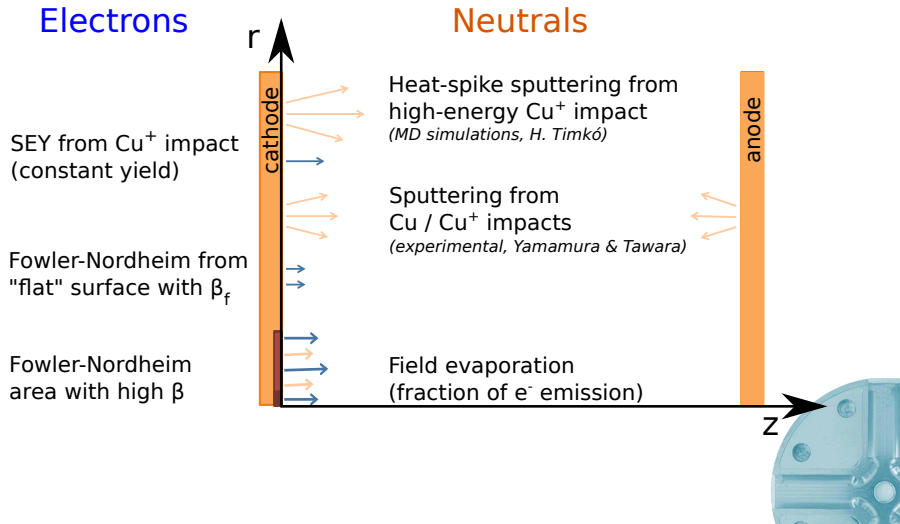 Electrons
Neutrals
r
cathode
anode
SEY from Cu⁺ impact
(constant yield)
Fowler-Nordheim from
"flat" surface with β_f
Fowler-Nordheim
area with high β
Heat-spike sputtering from
high-energy Cu⁺ impact
(MD simulations, H. Timkó)
Sputtering from
Cu / Cu⁺ impacts
(experimental, Yamamura & Tawara)
Field evaporation
(fraction of e⁻ emission)
z